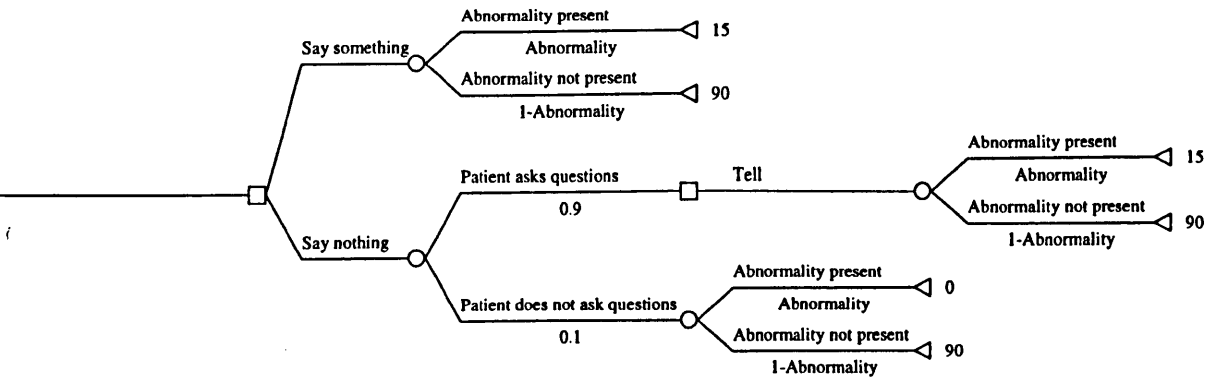 Abnormality present
15
Say something
Abnormality
Abnormality not present
90
1-Abnormality
Abnormality present
15
Patient asks questions
Tell
Abnormality
0.9
Abnormality not present
90
1-Abnormality
Say nothing
Abnormality present
0
Patient does not ask questions
Abnormality
0.1
Abnormality not present
90
1-Abnormality